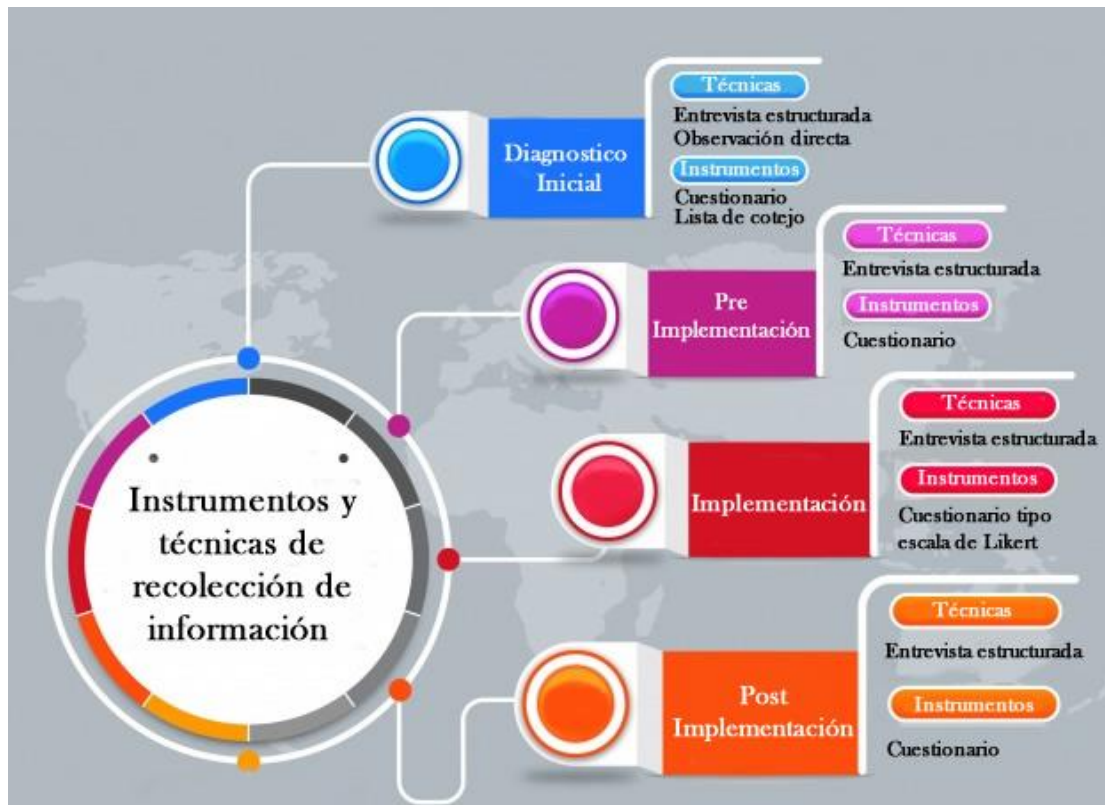 Técnicas
Entrevista estructurada
Observación directa
Diagnostico
Inicial
Instrumentos
Cuestionario
Lista de cotejo
Técnicas
Entrevista estructurada
Pre
Implementación
Instrumentos
Cuestionario
Técnicas
Entrevista estructurada
Implementación
Instrumentos
Cuestionario tipo
escala de Likert
Instrumentos y
técnicas de
recolección de
información
Técnicas
Entrevista estructurada
Post
Implementación
Instrumentos
Cuestionario